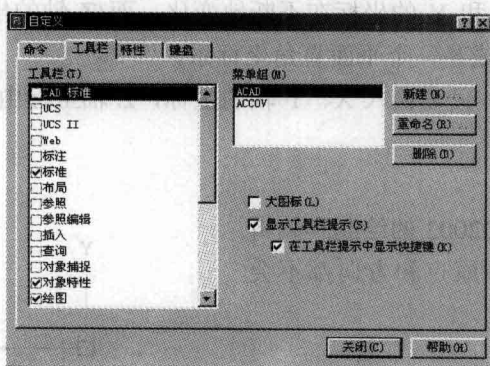 自定义
命令 工具栏 特性 键盘
工具栏(T)
CAD 标准
UCS
UCS II
Web
标注
标准
布局
参照
参照编辑
插入
查询
对象捕捉
对象特性
绘图
菜单组(M)
ACAD
ACCOV
新建(N)...
重命名(R)...
删除(D)
大图标(L)
显示工具栏提示(S)
在工具栏提示中显示快捷键(K)
关闭(C)
帮助(H)